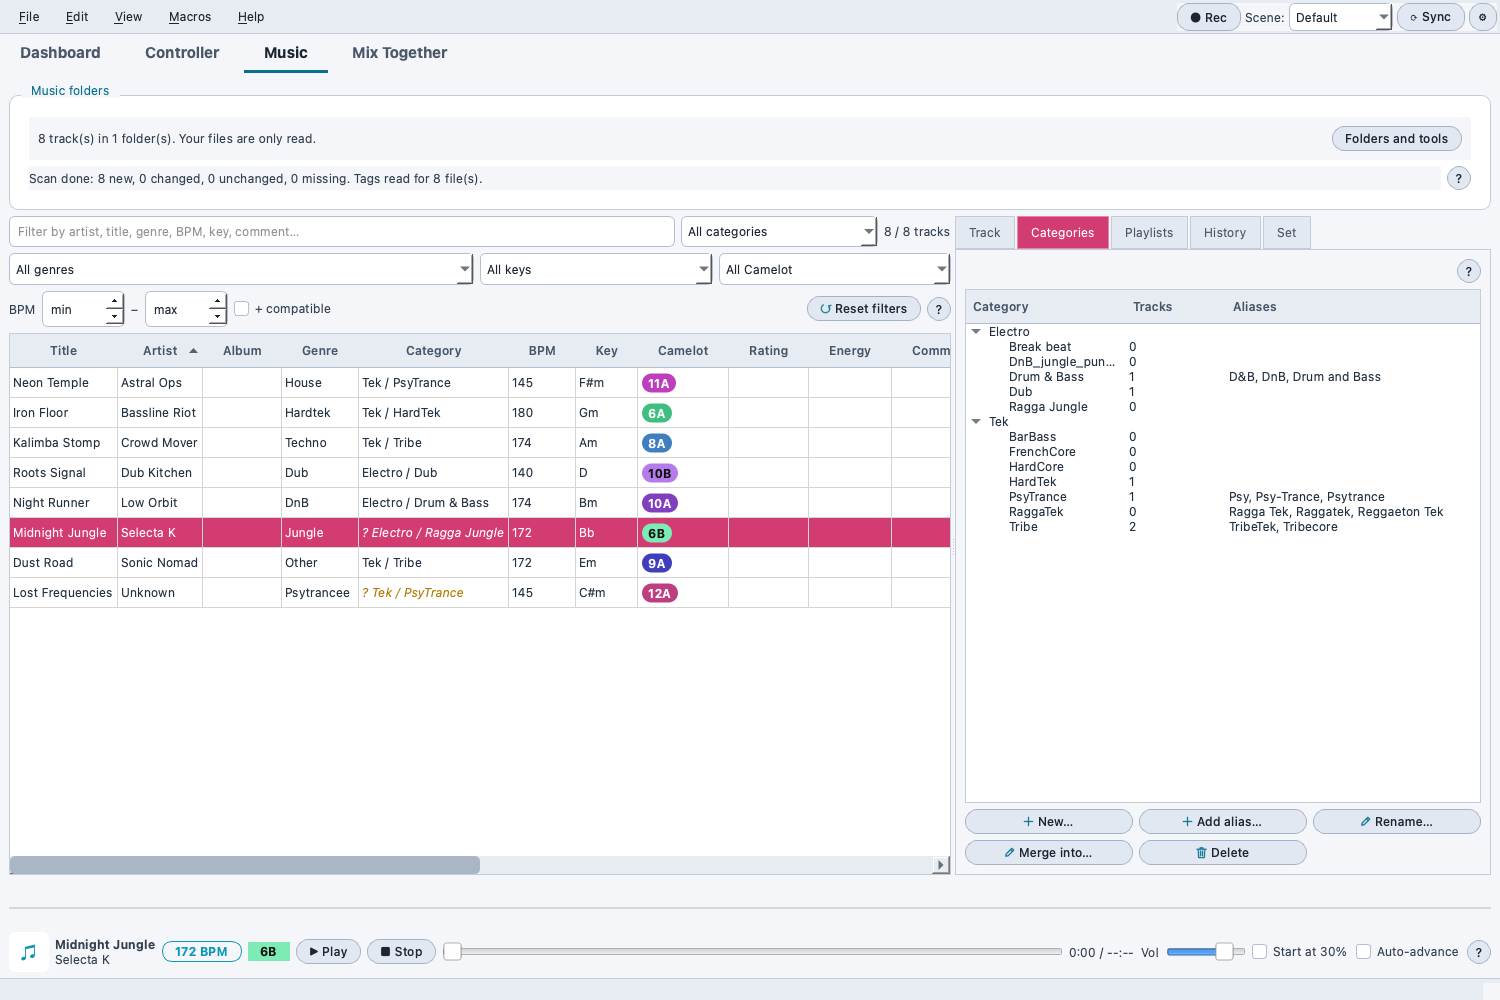 File Edit View Macros Help Rec Scene: Default Sync
Dashboard Controller Music Mix Together
Music folders
8 track(s) in 1 folder(s). Your files are only read. Folders and tools
Scan done: 8 new, 0 changed, 0 unchanged, 0 missing. Tags read for 8 file(s). ?
Filter by artist, title, genre, BPM, key, comment... All categories 8 / 8 tracks
All genres All keys All Camelot
BPM min – max + compatible Reset filters ?
Title Artist Album Genre Category BPM Key Camelot Rating Energy Comm
Neon Temple Astral Ops House Tek / PsyTrance 145 F#m 11A
Iron Floor Bassline Riot Hardtek Tek / HardTek 180 Gm 6A
Kalimba Stomp Crowd Mover Techno Tek / Tribe 174 Am 8A
Roots Signal Dub Kitchen Dub Electro / Dub 140 D 10B
Night Runner Low Orbit DnB Electro / Drum & Bass 174 Bm 10A
Midnight Jungle Selecta K Jungle ? Electro / Ragga Jungle 172 Bb 6B
Dust Road Sonic Nomad Other Tek / Tribe 172 Em 9A
Lost Frequencies Unknown Psytrancee ? Tek / PsyTrance 145 C#m 12A
Track Categories Playlists History Set
?
Category Tracks Aliases
Electro
Break beat 0
DnB_jungle_pun... 0
Drum & Bass 1 D&B, DnB, Drum and Bass
Dub 1
Ragga Jungle 0
Tek
BarBass 0
FrenchCore 0
HardCore 0
HardTek 1
PsyTrance 1 Psy, Psy-Trance, Psytrance
RaggaTek 0 Ragga Tek, Raggatek, Reggaeton Tek
Tribe 2 TribeTek, Tribecore
New... Add alias... Rename...
Merge into... Delete
Midnight Jungle
Selecta K
172 BPM 6B Play Stop 0:00 / --:-- Vol Start at 30% Auto-advance ?